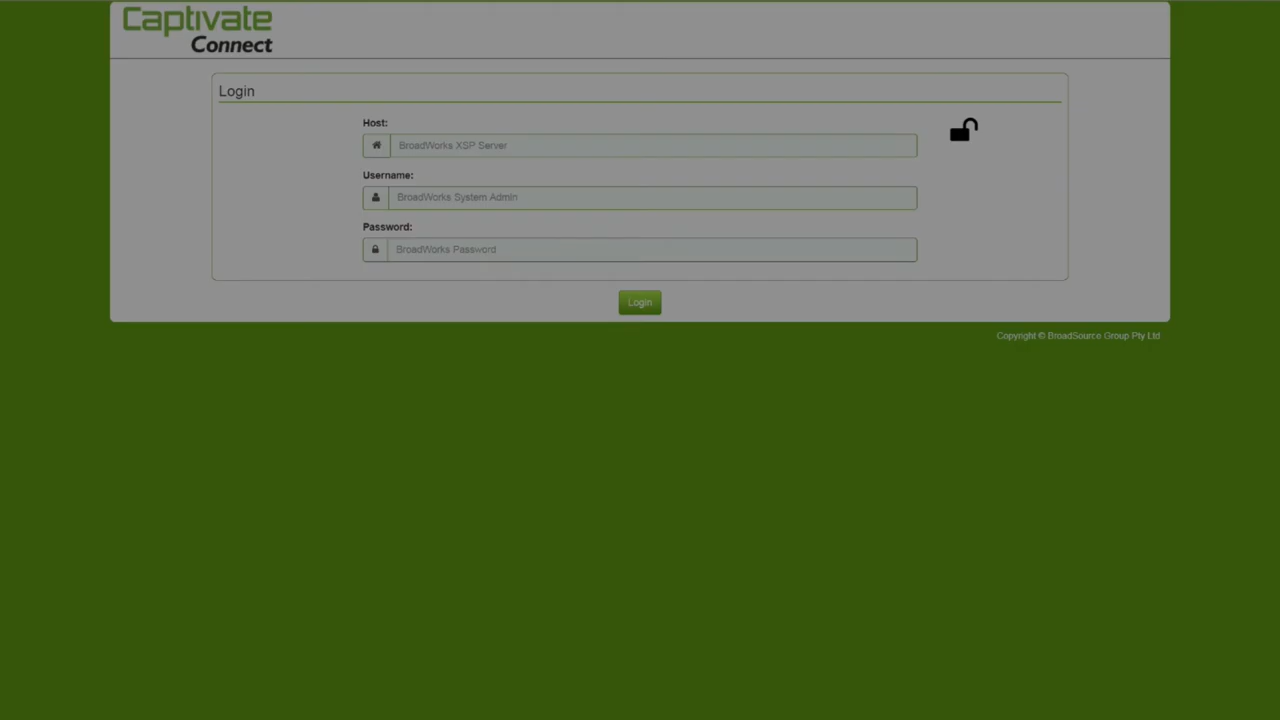 Captivate
Connect
Login
Host:
BroadWorks XSP Server
Username:
BroadWorks System Admin
Password:
BroadWorks Password
Login
Copyright © BroadSource Group Pty Ltd